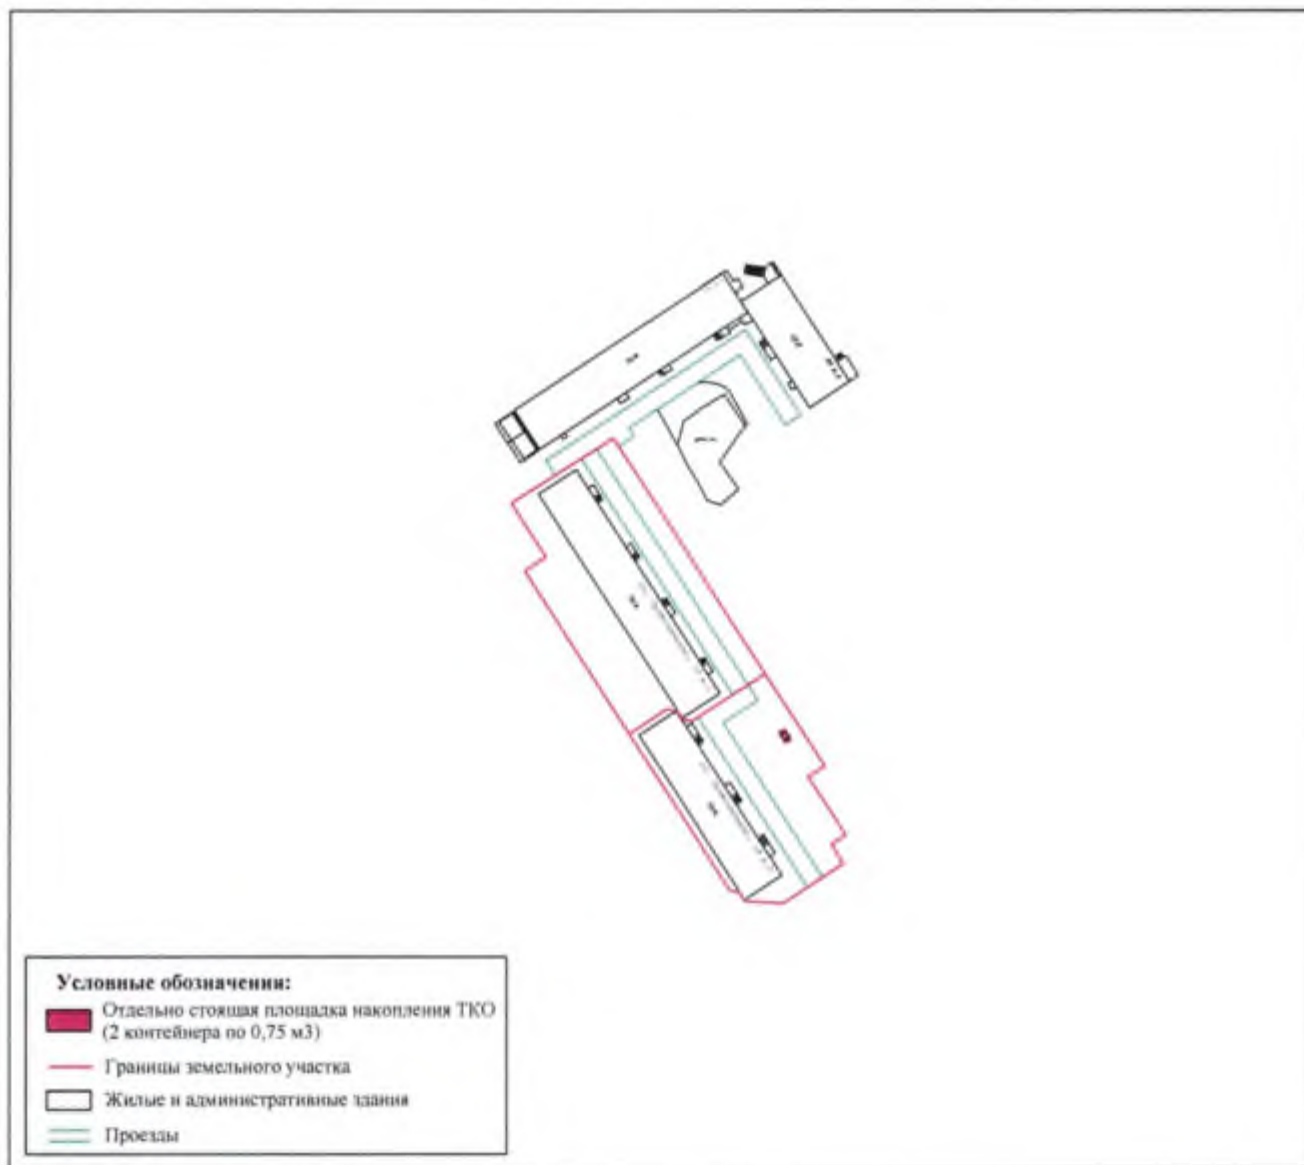 Условные обозначения:
Отдельно стоящая площадка накопления ТКО
(2 контейнера по 0,75 м3)
Границы земельного участка
Жилые и административные здания
Проезды